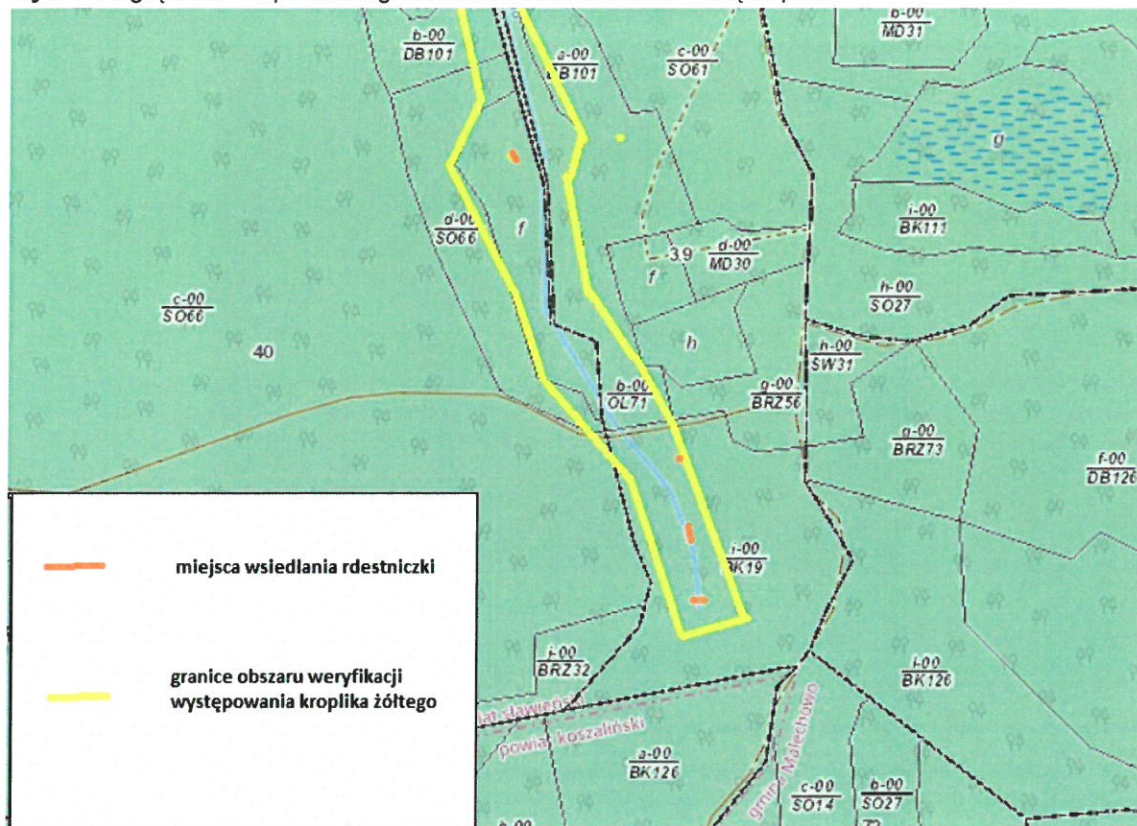 b-00
DB101
a-00
DB101
c-00
SO61
b-00
MD31
g
i-00
BK111
d-00
SO66
f
3.9
d-00
MD30
f
c-00
SO66
h-00
SO27
40
h
h-00
SW31
b-00
OL71
g-00
BRZ56
g-00
BRZ73
f-00
DB126
miejsca wsiedlania rdestniczki
i-00
BK19
granice obszaru weryfikacji
występowania kroplika żółtego
j-00
BRZ32
l-00
BK126
iat sławieński
powiat koszaliński
gmina Malechowo
a-00
BK126
c-00
SO14
b-00
SO27